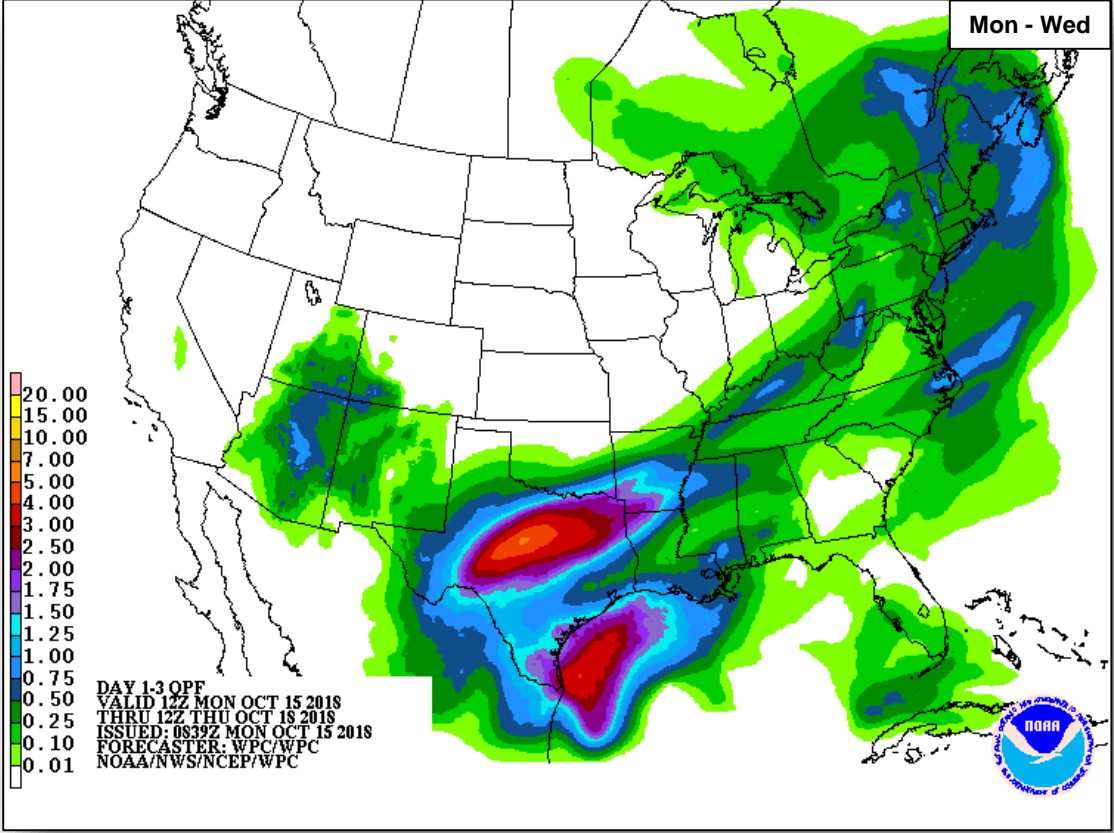 Mon - Wed
20.00
15.00
10.00
7.00
5.00
4.00
3.00
2.50
2.00
1.75
1.50
1.25
1.00
0.75
0.50
0.25
0.10
0.01
DAY 1-3 QPF
VALID 12Z MON OCT 15 2018
THRU 12Z THU OCT 18 2018
ISSUED: 0839Z MON OCT 15 2018
FORECASTER: WPC/WPC
NOAA/NWS/NCEP/WPC
NOAA